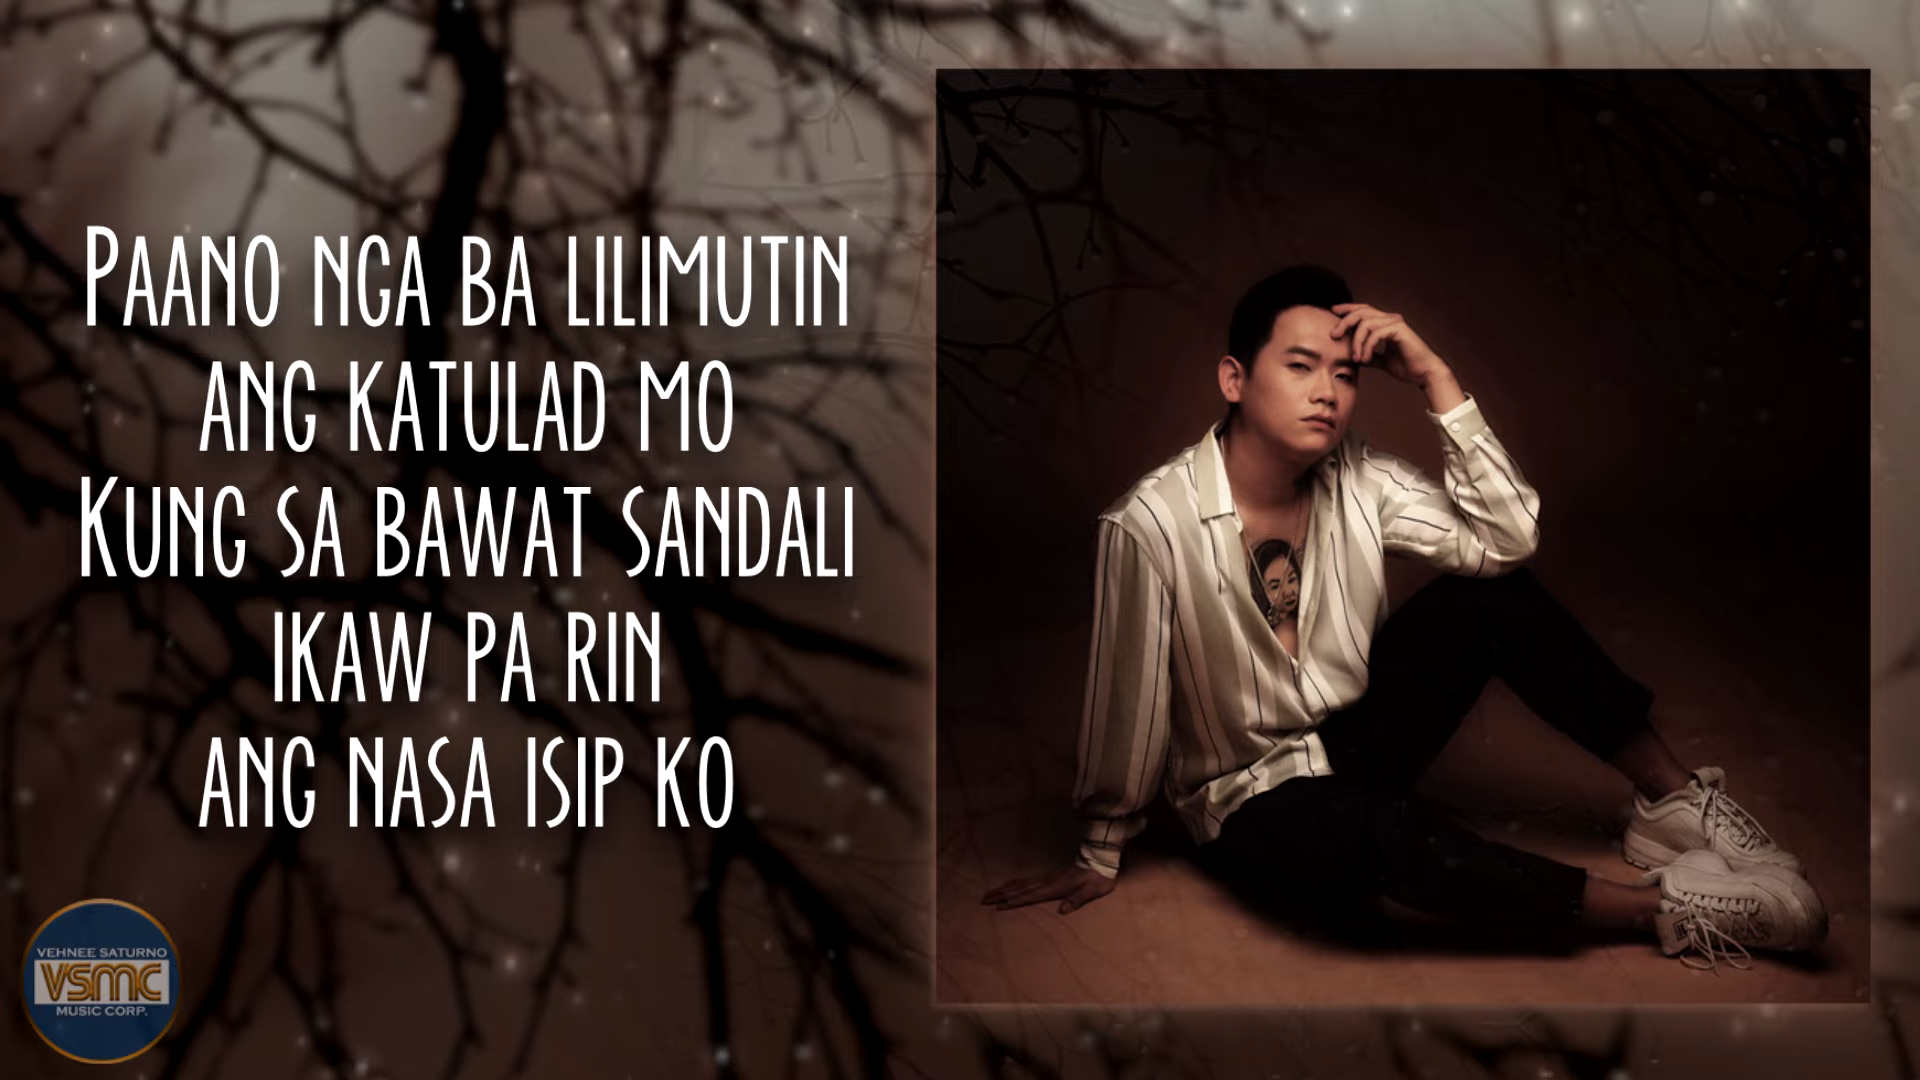 Paano nga ba lilimutin
ang katulad mo
Kung sa bawat sandali
ikaw pa rin
ang nasa isip ko
VEHNEE SATURNO
VSMC
MUSIC CORP.